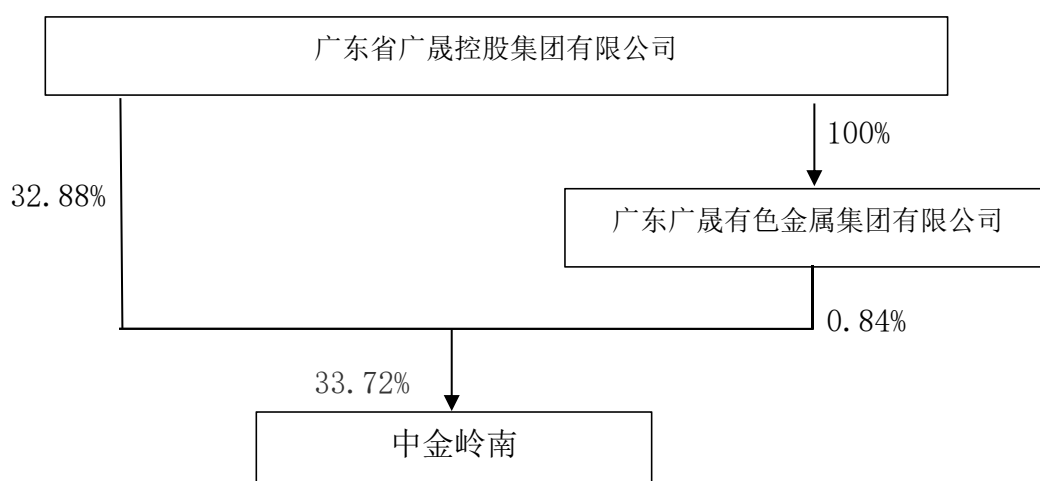 广东省广晟控股集团有限公司
100%
32.88%
广东广晟有色金属集团有限公司
0.84%
33.72%
中金岭南